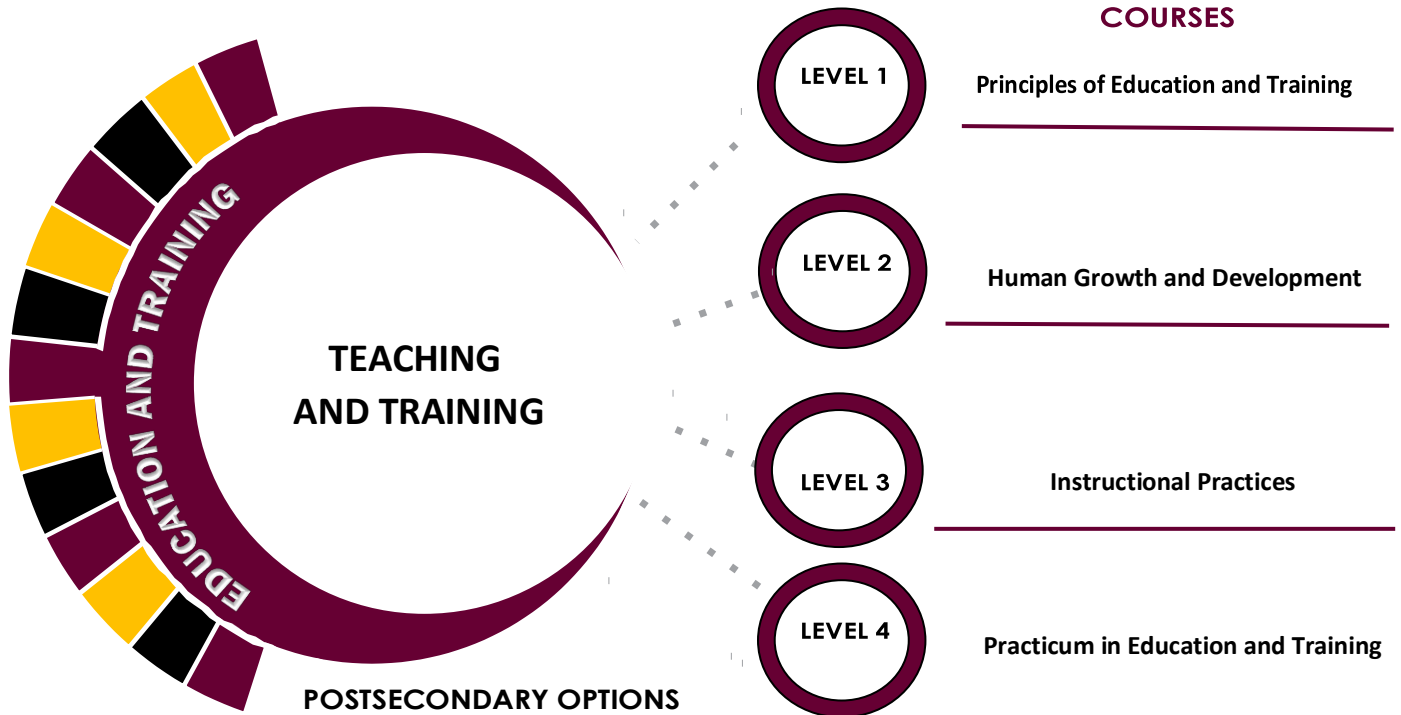 COURSES
LEVEL 1
Principles of Education and Training
LEVEL 2
Human Growth and Development
EDUCATION AND TRAINING
TEACHING
AND TRAINING
LEVEL 3
Instructional Practices
LEVEL 4
Practicum in Education and Training
POSTSECONDARY OPTIONS